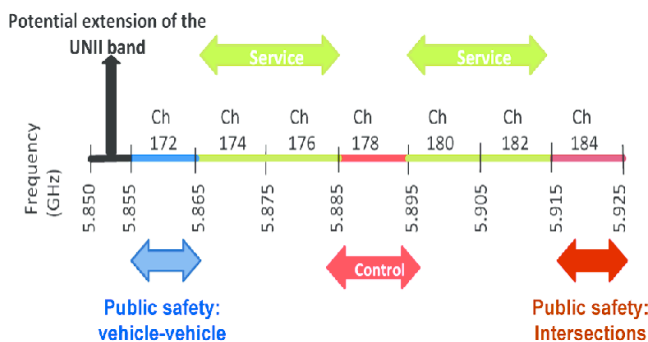 Potential extension of the
UNII band
Service
Service
Ch
172
Ch
174
Ch
176
Ch
178
Ch
180
Ch
182
Ch
184
Frequency
(GHz)
5.850
5.855
5.865
5.875
5.885
5.895
5.905
5.915
5.925
Control
Public safety:
vehicle-vehicle
Public safety:
Intersections